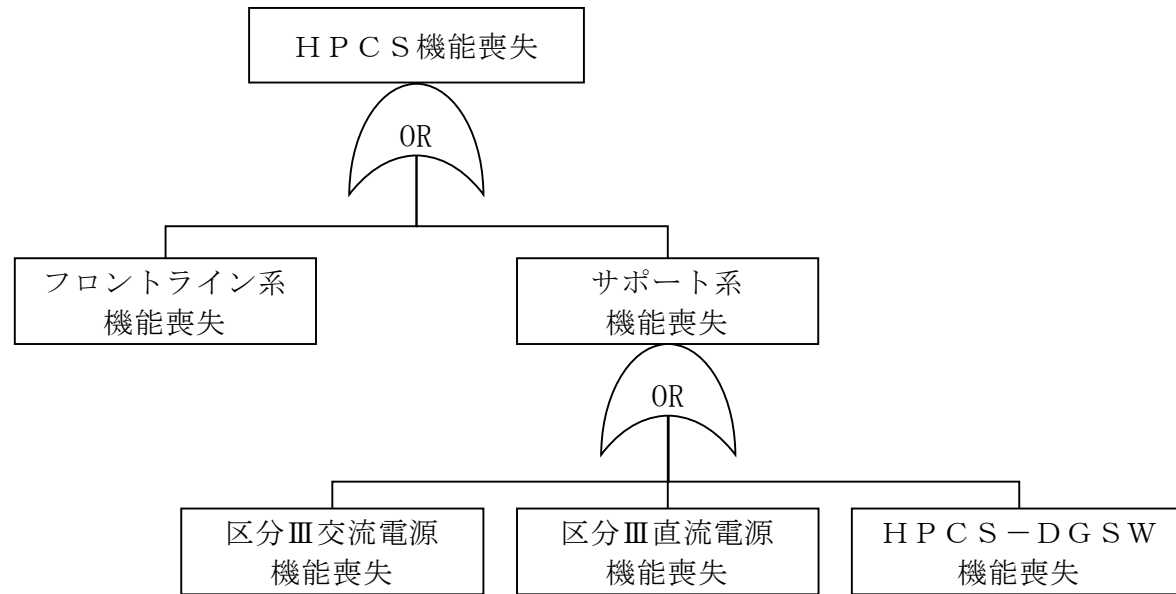 ＨＰＣＳ機能喪失
OR
フロントライン系
機能喪失
サポート系
機能喪失
OR
区分Ⅲ交流電源
機能喪失
区分Ⅲ直流電源
機能喪失
ＨＰＣＳ－ＤＧＳＷ
機能喪失